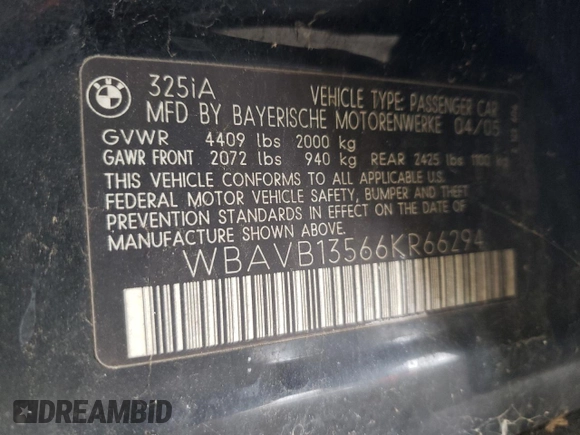 325iA VEHICLE TYPE: PASSENGER CAR
MFD BY BAYERISCHE MOTORENWERKE 04/05
GVWR 4409 lbs 2000 kg
GAWR FRONT 2072 lbs 940 kg REAR 2425 lbs 1100 kg
THIS VEHICLE CONFORMS TO ALL APPLICABLE U.S.
FEDERAL MOTOR VEHICLE SAFETY, BUMPER AND THEFT
PREVENTION STANDARDS IN EFFECT ON THE DATE OF
MANUFACTURE SHOWN ABOVE.
WBAVB13566KR66294
DREAMBID